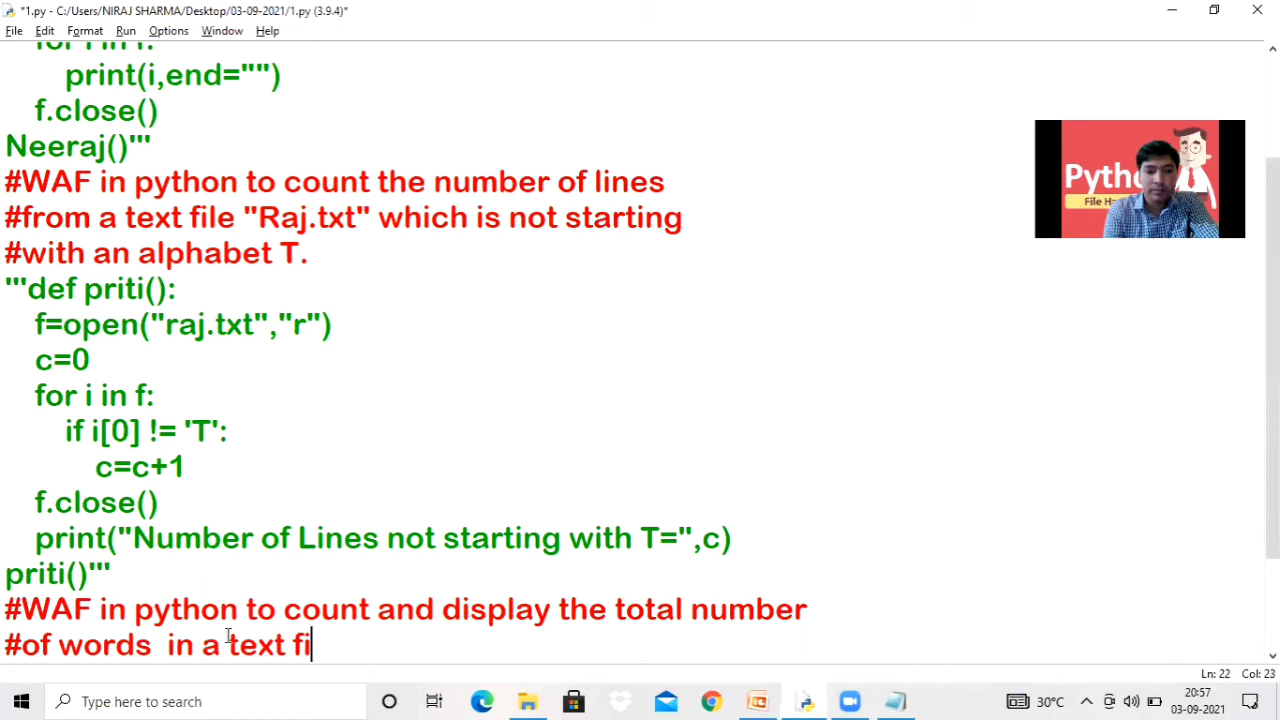 *1.py - C:/Users/NIRAJ SHARMA/Desktop/03-09-2021/1.py (3.9.4)*
File Edit Format Run Options Window Help
for i in f:
print(i,end="")
f.close()
Neeraj()'''
#WAF in python to count the number of lines
#from a text file "Raj.txt" which is not starting
#with an alphabet T.
'''def priti():
f=open("raj.txt","r")
c=0
for i in f:
if i[0] != 'T':
c=c+1
f.close()
print("Number of Lines not starting with T=",c)
priti()'''
#WAF in python to count and display the total number
#of words  in a text fi
Ln: 22 Col: 23
Type here to search
30°C
20:57
03-09-2021